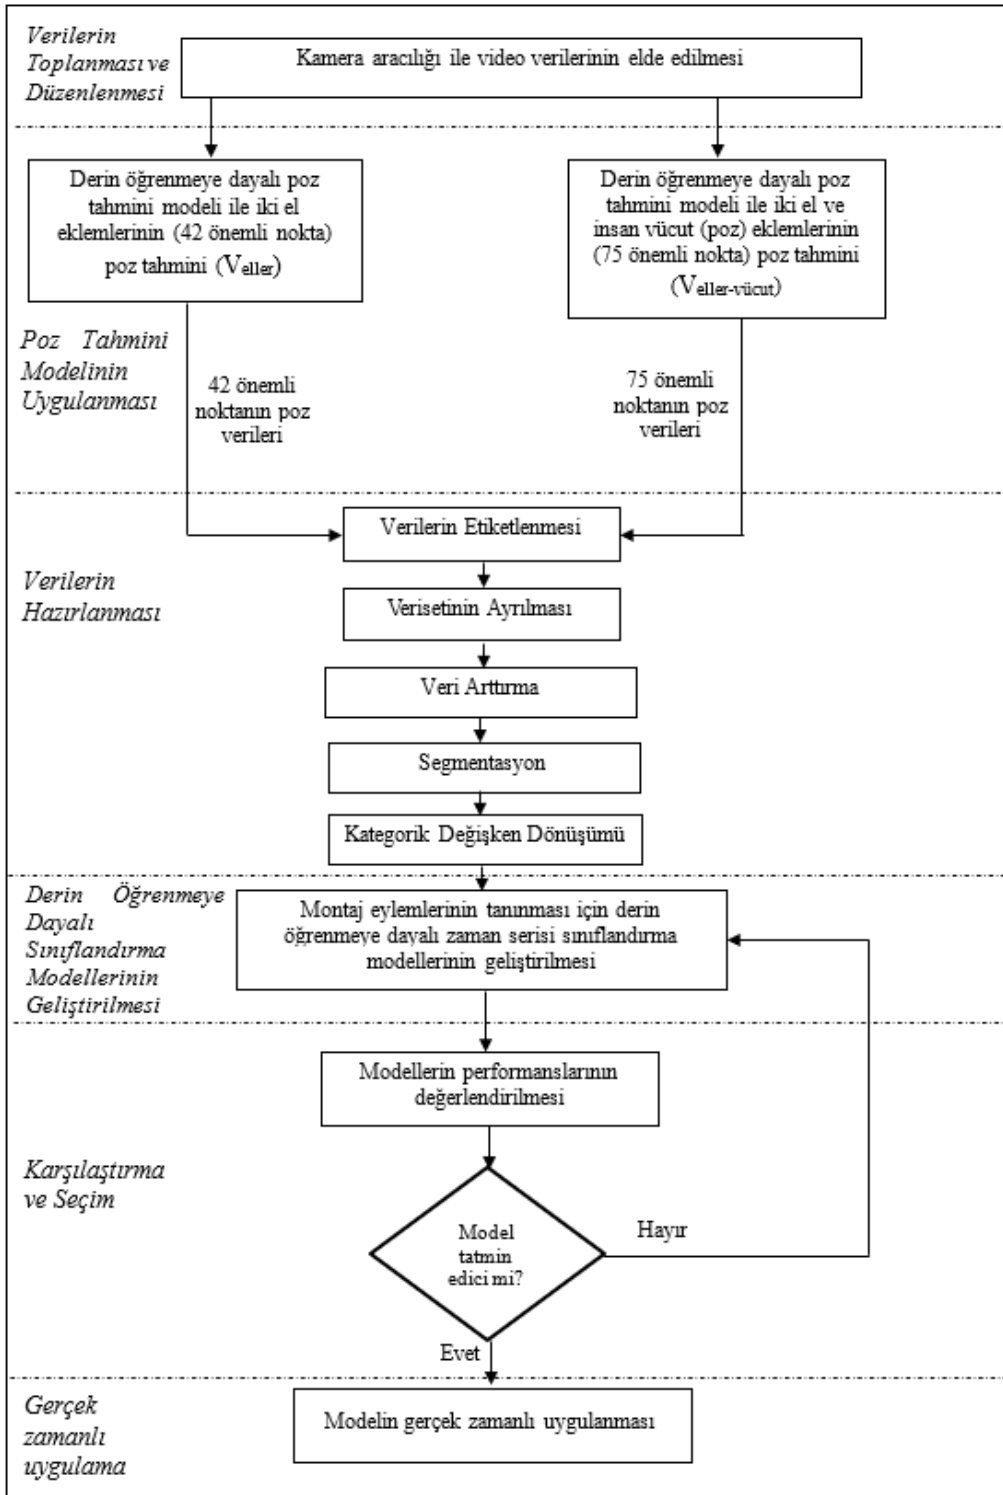 Verilerin
Toplanması ve
Düzenlenmesi
Kamera aracılığı ile video verilerinin elde edilmesi
Derin öğrenmeye dayalı poz
tahmini modeli ile iki el
eklemlerinin (42 önemli nokta)
poz tahmini (Veller)
Derin öğrenmeye dayalı poz
tahmini modeli ile iki el ve
insan vücut (poz) eklemlerinin
(75 önemli nokta) poz tahmini
(Veller-vücut)
Poz Tahmini
Modelinin
Uygulanması
42 önemli
noktanın poz
verileri
75 önemli
noktanın poz
verileri
Verilerin
Hazırlanması
Verilerin Etiketlenmesi
Verisetinin Ayrılması
Veri Arttırma
Segmentasyon
Kategorik Değişken Dönüşümü
Derin Öğrenmeye
Dayalı
Sınıflandırma
Modellerinin
Geliştirilmesi
Montaj eylemlerinin tanınması için derin
öğrenmeye dayalı zaman serisi sınıflandırma
modellerinin geliştirilmesi
Modellerin performanslarının
değerlendirilmesi
Karşılaştırma
ve Seçim
Model
tatmin
edici mi?
Hayır
Evet
Gerçek
zamanlı
uygulama
Modelin gerçek zamanlı uygulanması